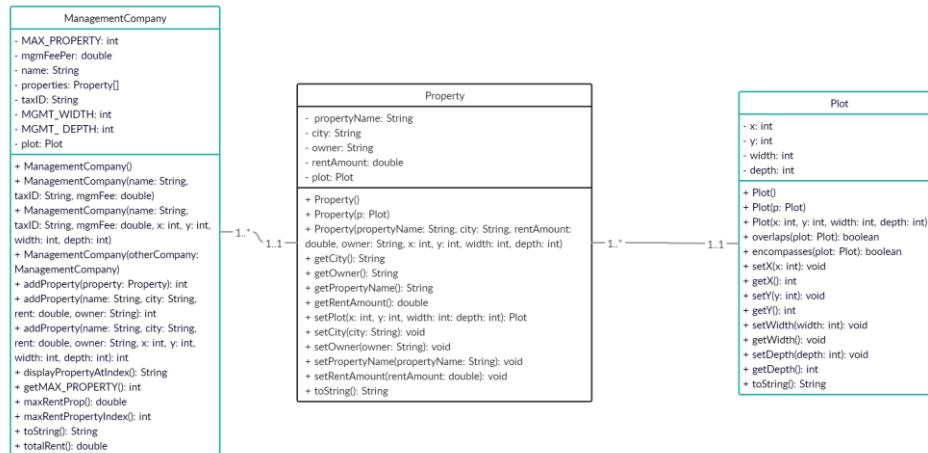 ManagementCompany
- MAX_PROPERTY: int
- mgmFeePer: double
- name: String
- properties: Property[]
- taxID: String
- MGMT_WIDTH: int
- MGMT_ DEPTH: int
- plot: Plot
+ ManagementCompany()
+ ManagementCompany(name: String,
taxID: String, mgmFee: double)
+ ManagementCompany(name: String,
taxID: String, mgmFee: double, x: int, y: int,
width: int, depth: int)
+ ManagementCompany(otherCompany:
ManagementCompany)
+ addProperty(property: Property): int
+ addProperty(name: String, city: String,
rent: double, owner: String): int
+ addProperty(name: String, city: String,
rent: double, owner: String, x: int, y: int,
width: int, depth: int): int
+ displayPropertyAtIndex(): String
+ getMAX_PROPERTY(): int
+ maxRentProp(): double
+ maxRentPropertyIndex(): int
+ toString(): String
+ totalRent(): double
1..*
1..1
Property
- propertyName: String
- city: String
- owner: String
- rentAmount: double
- plot: Plot
+ Property()
+ Property(p: Plot)
+ Property(propertyName: String, city: String, rentAmount:
double, owner: String, x: int, y: int, width: int, depth: int)
+ getCity(): String
+ getOwner(): String
+ getPropertyName(): String
+ getRentAmount(): double
+ setPlot(x: int, y: int, width: int: depth: int): Plot
+ setCity(city: String): void
+ setOwner(owner: String): void
+ setPropertyName(propertyName: String): void
+ setRentAmount(rentAmount: double): void
+ toString(): String
1..*
1..1
Plot
- x: int
- y: int
- width: int
- depth: int
+ Plot()
+ Plot(p: Plot)
+ Plot(x: int, y: int, width: int, depth: int)
+ overlaps(plot: Plot): boolean
+ encompasses(plot: Plot): boolean
+ setX(x: int): void
+ getX(): int
+ setY(y: int): void
+ getY(): int
+ setWidth(width: int): void
+ getWidth(): void
+ setDepth(depth: int): void
+ getDepth(): int
+ toString(): String